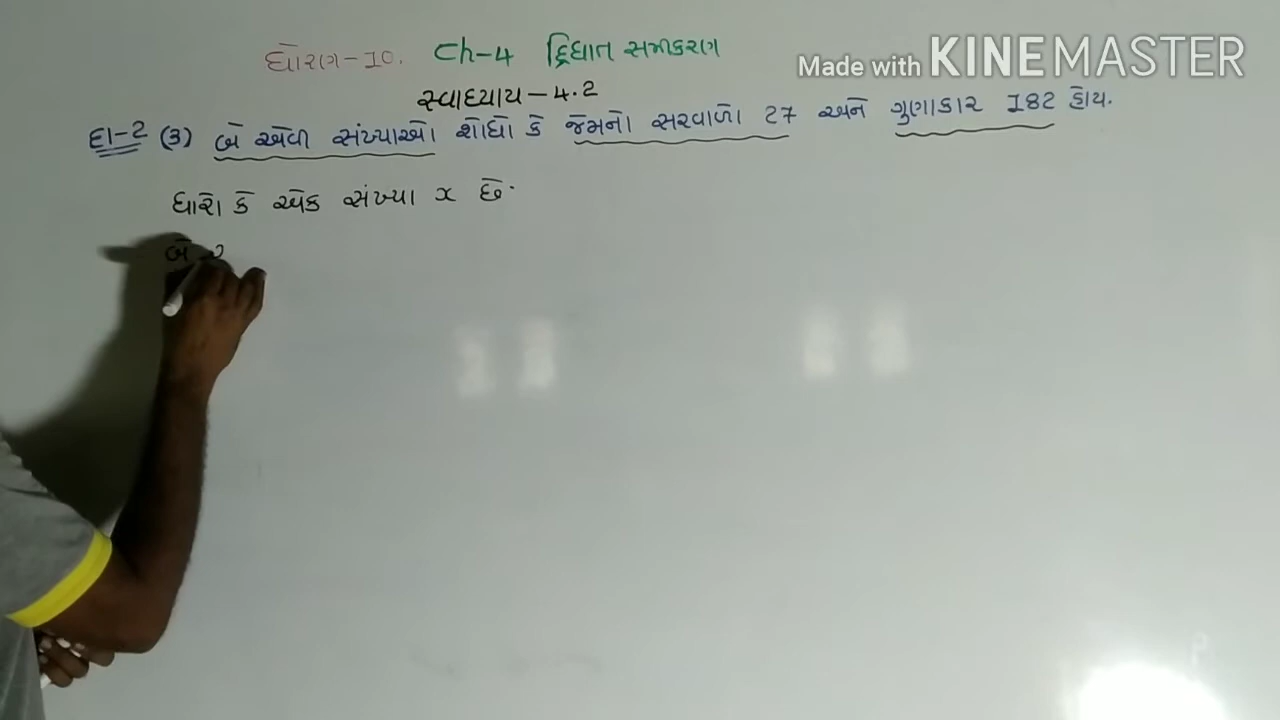 ધોરણ-10. Ch-4 દ્વિઘાત સમીકરણ
Made with KINEMASTER
સ્વાધ્યાય-4.2
દા-2 (3) બે એવી સંખ્યાઓ શોધો કે જેમનો સરવાળો 27 અને ગુણાકાર 182 હોય.
ધારો કે એક સંખ્યા x છે.
બે